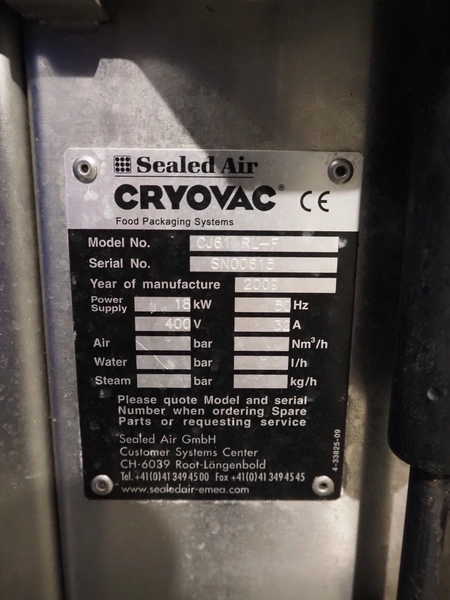 Sealed Air
CRYOVAC® CE
Food Packaging Systems
Model No. CJ61 RL-F
Serial No. SN00615
Year of manufacture
Power Supply 18 kW 50 Hz
400 V 32 A
Air bar Nm³/h
Water bar l/h
Steam bar kg/h
Please quote Model and serial
Number when ordering Spare
Parts or requesting service
Sealed Air GmbH
Customer Systems Center
CH-6039 Root-Längenbold
Tel. +41(0)41 349 45 00 Fax +41(0)41 349 45 45
www.sealedair-emea.com
4-33825-09